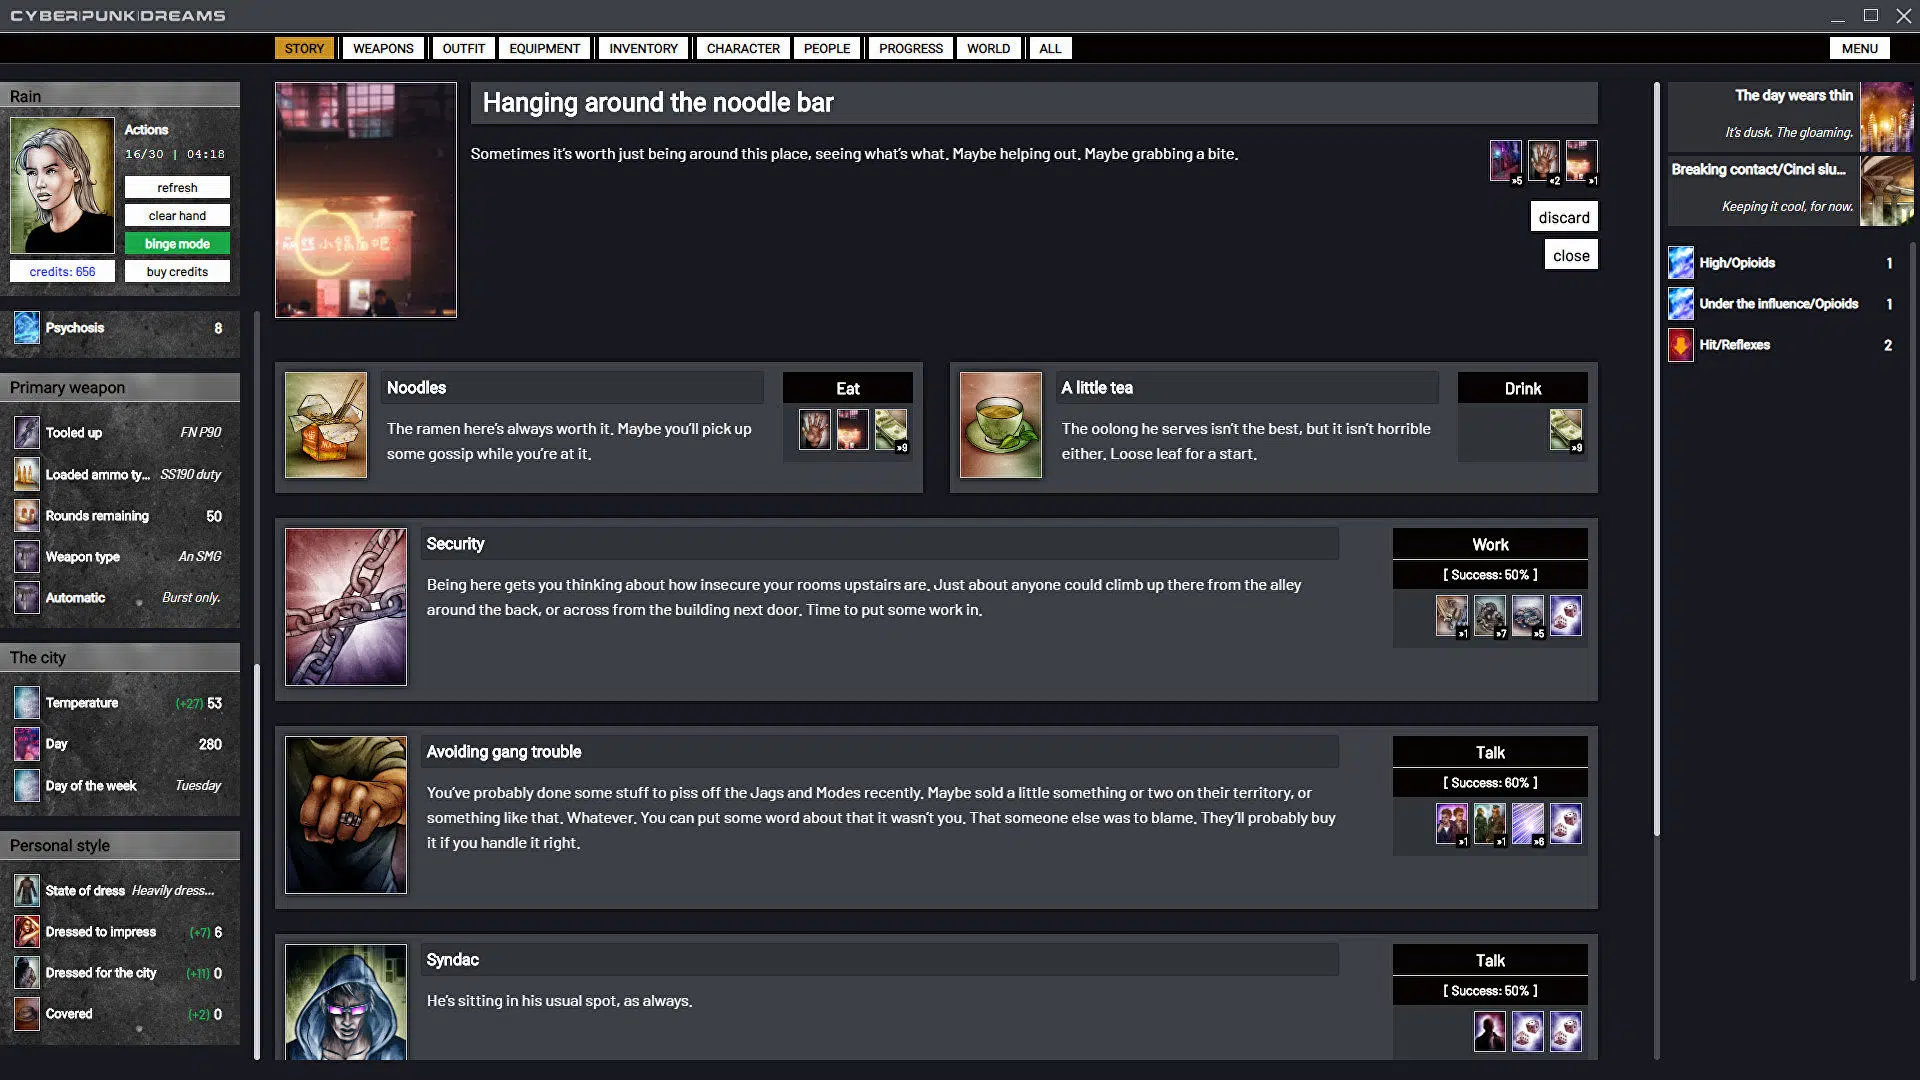 CYBER|PUNK|DREAMS
STORY
WEAPONS
OUTFIT
EQUIPMENT
INVENTORY
CHARACTER
PEOPLE
PROGRESS
WORLD
ALL
MENU
Rain
Actions
16/30 | 04:18
refresh
clear hand
binge mode
credits: 656
buy credits
Psychosis 8
Primary weapon
Tooled up FN P90
Loaded ammo ty... SS190 duty
Rounds remaining 50
Weapon type An SMG
Automatic Burst only.
The city
Temperature (+27) 53
Day 280
Day of the week Tuesday
Personal style
State of dress Heavily dress...
Dressed to impress (+7) 6
Dressed for the city (+11) 0
Covered (+2) 0
Hanging around the noodle bar
Sometimes it's worth just being around this place, seeing what's what. Maybe helping out. Maybe grabbing a bite.
»5 «2 »1
discard
close
Noodles
The ramen here's always worth it. Maybe you'll pick up
some gossip while you're at it.
Eat
»9
A little tea
The oolong he serves isn't the best, but it isn't horrible
either. Loose leaf for a start.
Drink
»9
Security
Being here gets you thinking about how insecure your rooms upstairs are. Just about anyone could climb up there from the alley
around the back, or across from the building next door. Time to put some work in.
Work
[ Success: 50% ]
»1 »7 »5
Avoiding gang trouble
You've probably done some stuff to piss off the Jags and Modes recently. Maybe sold a little something or two on their territory, or
something like that. Whatever. You can put some word about that it wasn't you. That someone else was to blame. They'll probably buy
it if you handle it right.
Talk
[ Success: 60% ]
»1 »1 »6
Syndac
He's sitting in his usual spot, as always.
Talk
[ Success: 50% ]
The day wears thin
It's dusk. The gloaming.
Breaking contact/Cinci slu...
Keeping it cool, for now.
High/Opioids 1
Under the influence/Opioids 1
Hit/Reflexes 2